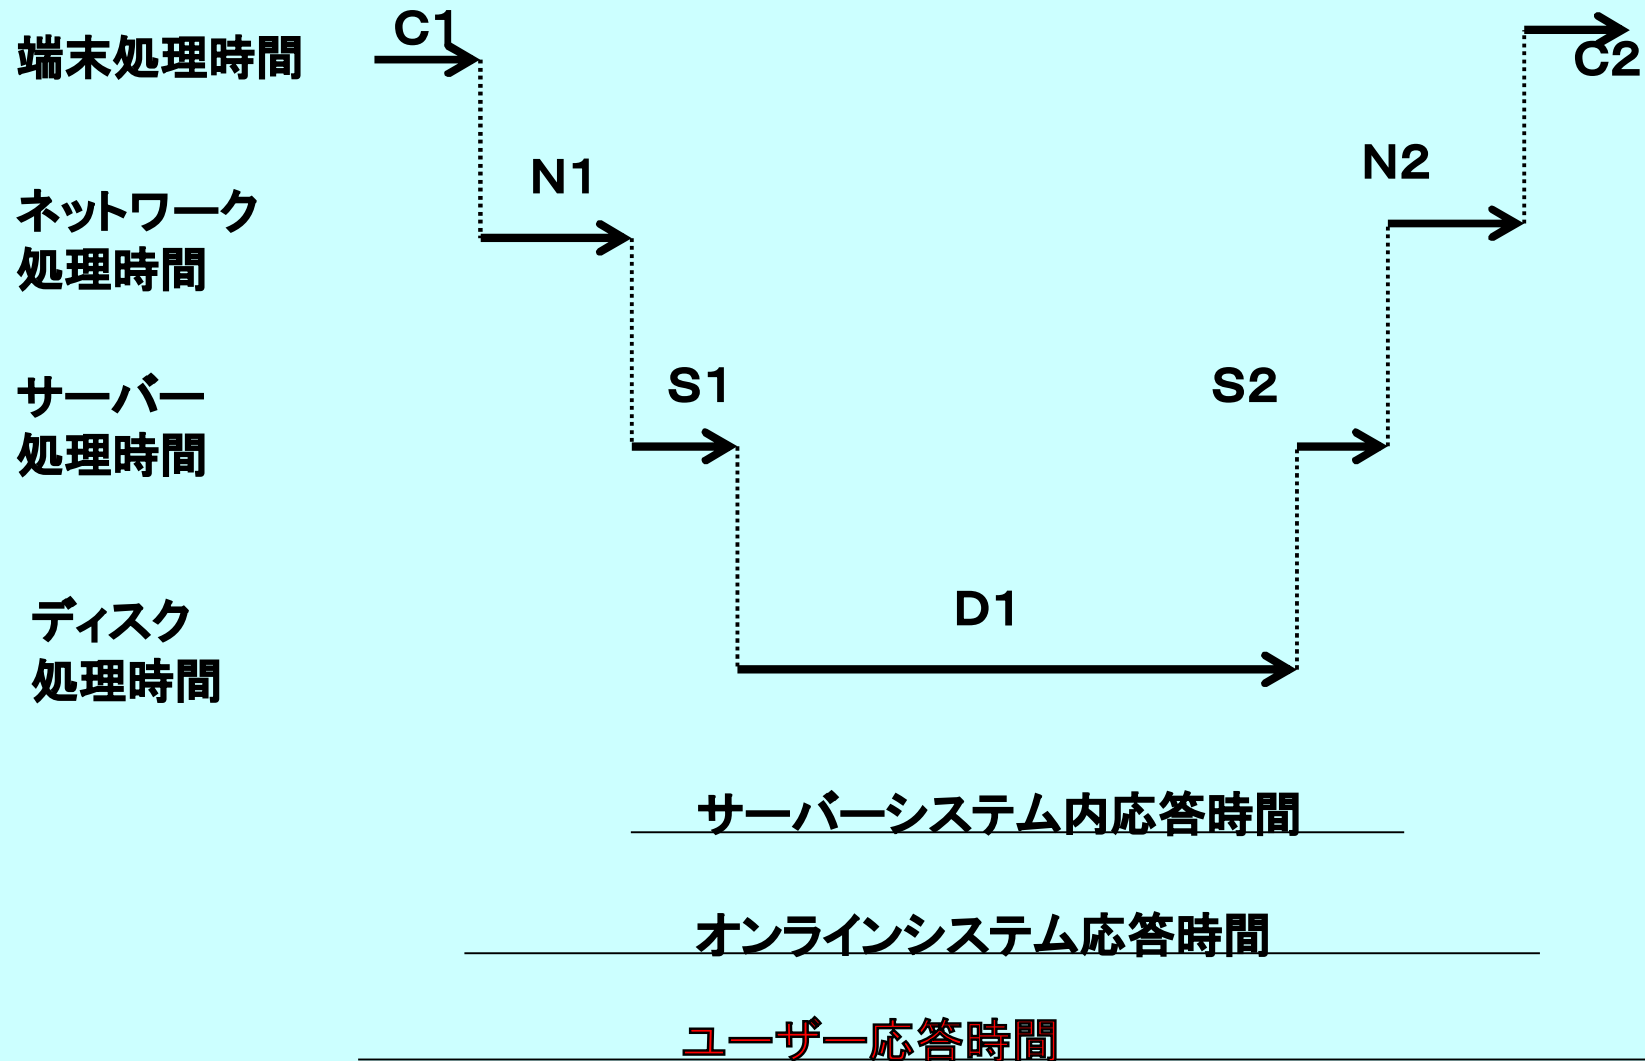 端末処理時間
C1
C2
N1
N2
ネットワーク
処理時間
サーバー
処理時間
S1
S2
ディスク
処理時間
D1
サーバーシステム内応答時間
オンラインシステム応答時間
ユーザー応答時間